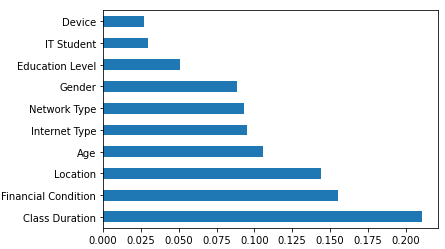 Device
IT Student
Education Level
Gender
Network Type
Internet Type
Age
Location
Financial Condition
Class Duration
0.000 0.025 0.050 0.075 0.100 0.125 0.150 0.175 0.200